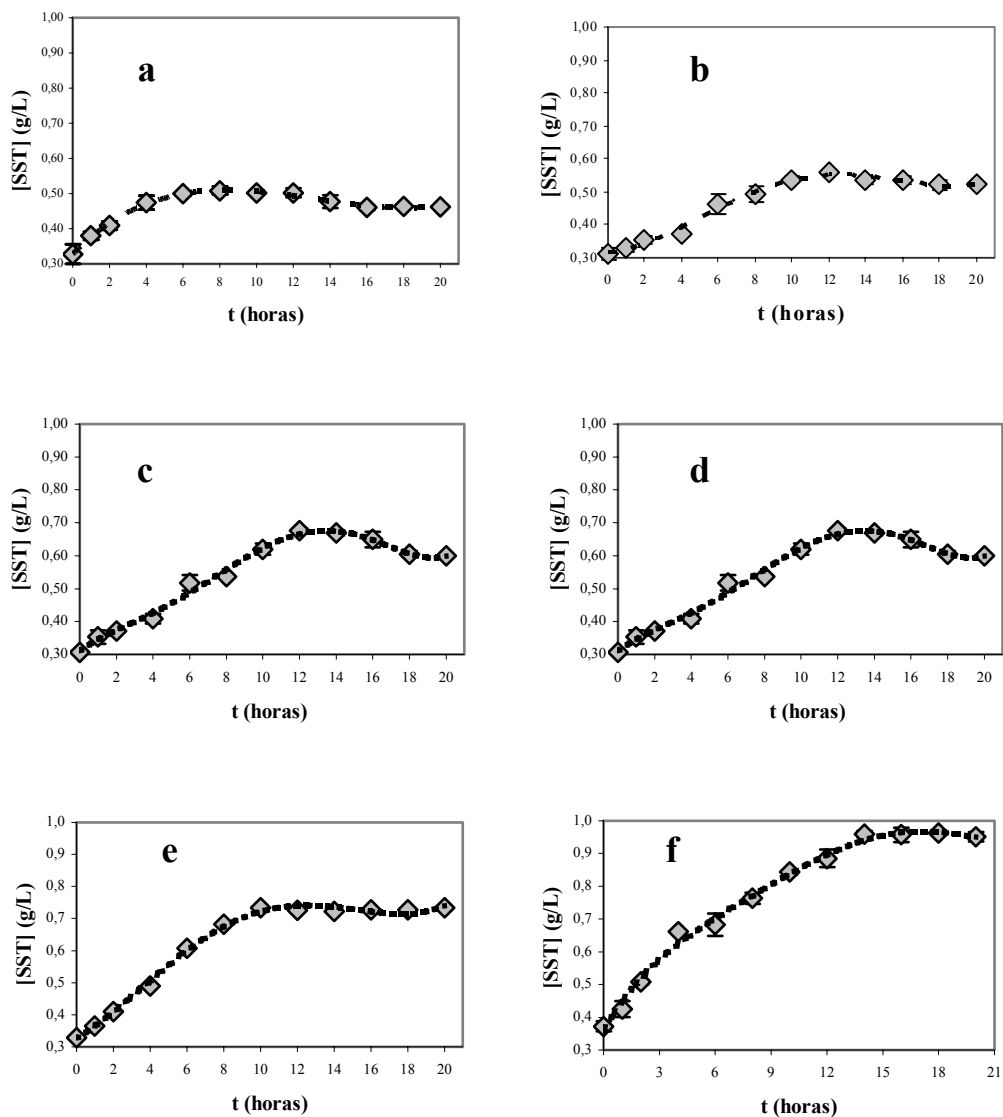 a
[SST] (g/L)
1,00
0,90
0,80
0,70
0,60
0,50
0,40
0,30
0 2 4 6 8 10 12 14 16 18 20
t (horas)
b
[SST] (g/L)
1,00
0,90
0,80
0,70
0,60
0,50
0,40
0,30
0 2 4 6 8 10 12 14 16 18 20
t (horas)
c
[SST] (g/L)
1,00
0,90
0,80
0,70
0,60
0,50
0,40
0,30
0 2 4 6 8 10 12 14 16 18 20
t (horas)
d
[SST] (g/L)
1,00
0,90
0,80
0,70
0,60
0,50
0,40
0,30
0 2 4 6 8 10 12 14 16 18 20
t (horas)
e
[SST] (g/L)
1,0
0,9
0,8
0,7
0,6
0,5
0,4
0,3
0 2 4 6 8 10 12 14 16 18 20
t (horas)
f
[SST] (g/L)
1,0
0,9
0,8
0,7
0,6
0,5
0,4
0,3
0 3 6 9 12 15 18 21
t (horas)